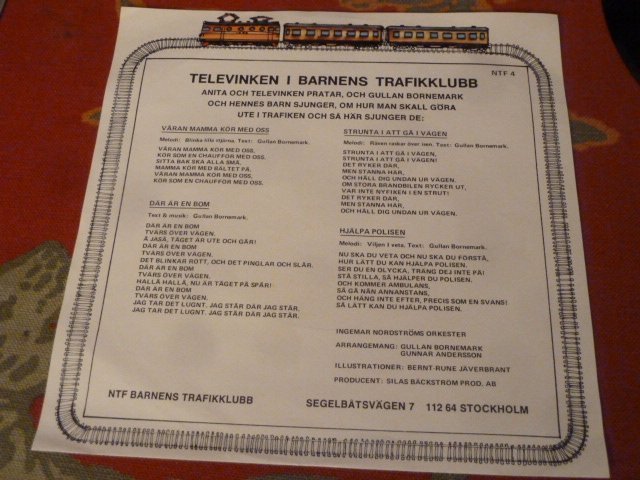 NTF 4
TELEVINKEN I BARNENS TRAFIKKLUBB
ANITA OCH TELEVINKEN PRATAR, OCH GULLAN BORNEMARK
OCH HENNES BARN SJUNGER, OM HUR MAN SKALL GÖRA
UTE I TRAFIKEN OCH SÅ HÄR SJUNGER DE:
VÅRAN MAMMA KÖR MED OSS
Melodi: Blinka lilla stjärna. Text: Gullan Bornemark.
VÅRAN MAMMA KÖR MED OSS,
KÖR SOM EN CHAUFFÖR MED OSS.
SITTA BAK SKA ALLA SMÅ,
MAMMA KÖR MED BÄLTET PÅ.
VÅRAN MAMMA KÖR MED OSS,
KÖR SOM EN CHAUFFÖR MED OSS.
DÄR ÄR EN BOM
Text & musik: Gullan Bornemark.
DÄR ÄR EN BOM
TVÄRS ÖVER VÄGEN.
Å JASÅ, TÅGET ÄR UTE OCH GÅR!
DÄR ÄR EN BOM
TVÄRS ÖVER VÄGEN.
DET BLINKAR RÖTT, OCH DET PINGLAR OCH SLÅR.
DÄR ÄR EN BOM
TVÄRS ÖVER VÄGEN.
HALLÅ HALLÅ, NU ÄR TÅGET PÅ SPÅR!
DÄR ÄR EN BOM
TVÄRS ÖVER VÄGEN.
JAG TAR DET LUGNT. JAG STÅR DÄR JAG STÅR,
JAG TAR DET LUGNT. JAG STÅR DÄR JAG STÅR.
STRUNTA I ATT GÅ I VÄGEN
Melodi: Räven raskar över isen. Text: Gullan Bornemark.
STRUNTA I ATT GÅ I VÄGEN,
STRUNTA I ATT GÅ I VÄGEN!
DET RYKER DÄR,
MEN STANNA HÄR,
OCH HÅLL DIG UNDAN UR VÄGEN.
OM STORA BRANDBILEN RYCKER UT,
VAR INTE NYFIKEN I EN STRUT!
DET RYKER DÄR,
MEN STANNA HÄR,
OCH HÅLL DIG UNDAN UR VÄGEN.
HJÄLPA POLISEN
Melodi: Viljen I veta. Text: Gullan Bornemark.
NU SKA DU VETA OCH NU SKA DU FÖRSTÅ,
HUR LÄTT DU KAN HJÄLPA POLISEN.
SER DU EN OLYCKA, TRÄNG DEJ INTE PÅ!
STÅ STILLA, SÅ HJÄLPER DU POLISEN.
OCH KOMMER AMBULANS,
SÅ GÅ NÅN ANNANSTANS,
OCH HÄNG INTE EFTER, PRECIS SOM EN SVANS!
SÅ LÄTT KAN DU HJÄLPA POLISEN.
INGEMAR NORDSTRÖMS ORKESTER
ARRANGEMANG: GULLAN BORNEMARK
GUNNAR ANDERSSON
ILLUSTRATIONER: BERNT RUNE JÄVERBRANT
PRODUCENT: SILAS BÄCKSTRÖM PROD. AB
NTF BARNENS TRAFIKKLUBB
SEGELBÅTSVÄGEN 7 112 64 STOCKHOLM